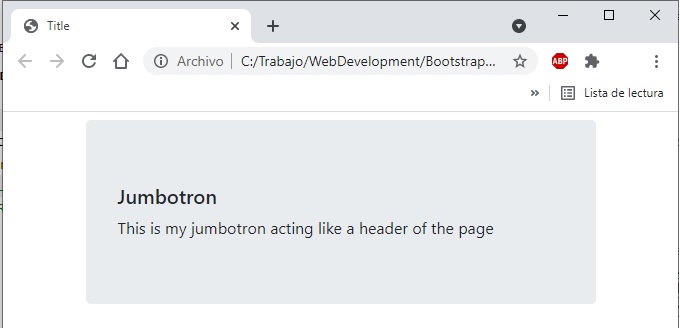 Title
Archivo C:/Trabajo/WebDevelopment/Bootstrap...
ABP
» Lista de lectura
Jumbotron
This is my jumbotron acting like a header of the page